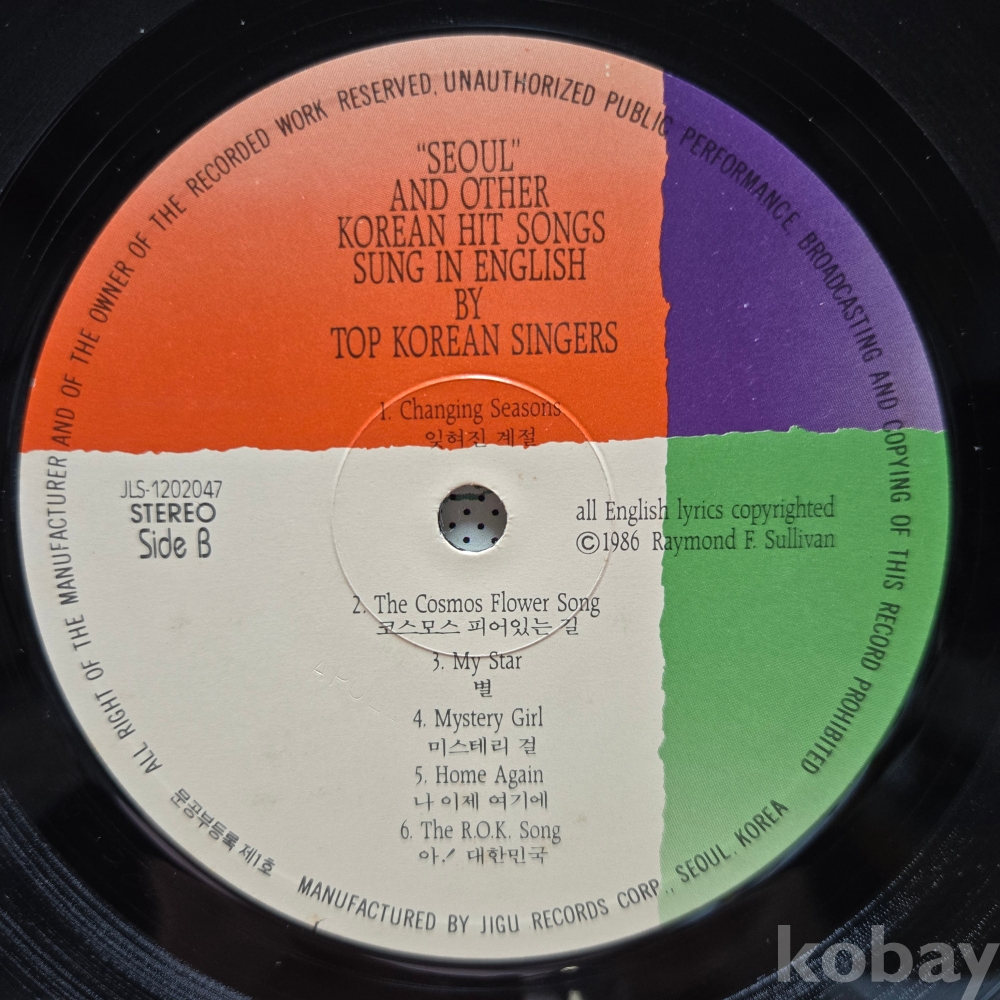 ALL RIGHT OF THE MANUFACTURER AND OF THE OWNER OF THE RECORDED WORK RESERVED, UNAUTHORIZED PUBLIC PERFORMANCE, BROADCASTING AND COPYING OF THIS RECORD PROHIBITED
"SEOUL"
AND OTHER
KOREAN HIT SONGS
SUNG IN ENGLISH
BY
TOP KOREAN SINGERS
1. Changing Seasons
잊혀진 계절
JLS-1202047
STEREO
Side B
all English lyrics copyrighted
©1986 Raymond F. Sullivan
2. The Cosmos Flower Song
코스모스 피어있는 길
3. My Star
별
4. Mystery Girl
미스테리 걸
5. Home Again
나 이제 여기에
6. The R.O.K. Song
아! 대한민국
문공부등록 제1호
MANUFACTURED BY JIGU RECORDS CORP., SEOUL, KOREA
kobay